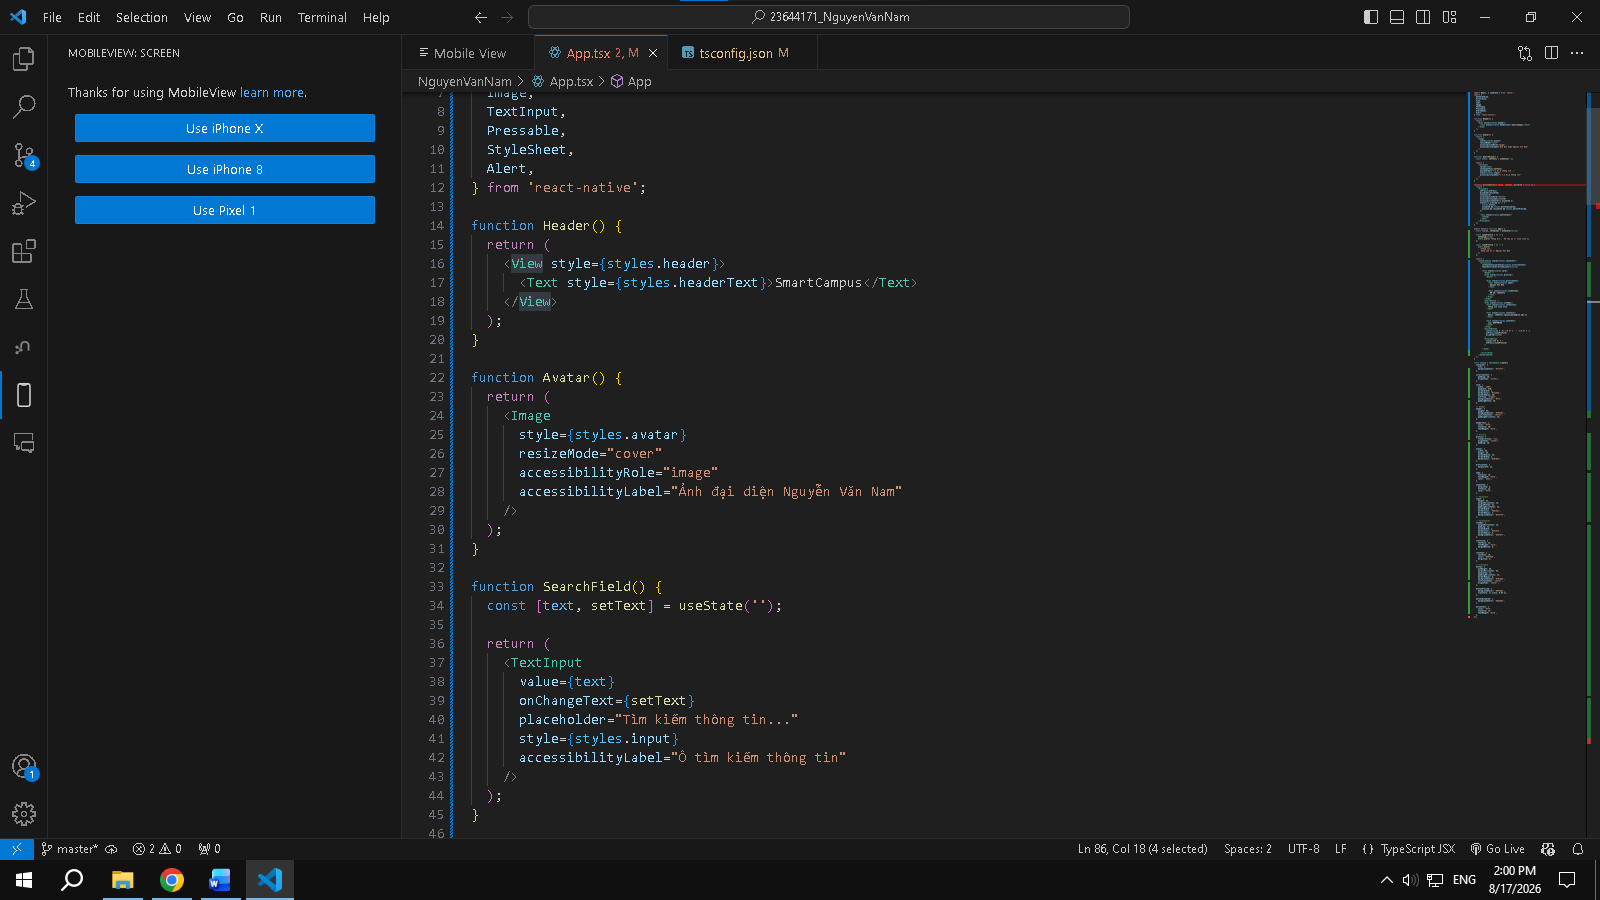 File Edit Selection View Go Run Terminal Help
23644171_NguyenVanNam
MOBILEVIEW: SCREEN
Thanks for using MobileView learn more.
Use iPhone X
Use iPhone 8
Use Pixel 1
4
1
Mobile View
App.tsx 2, M
tsconfig.json M
NguyenVanNam > App.tsx > App
7 Image,
8 TextInput,
9 Pressable,
10 StyleSheet,
11 Alert,
12 } from 'react-native';
13
14 function Header() {
15 return (
16 <View style={styles.header}>
17 <Text style={styles.headerText}>SmartCampus</Text>
18 </View>
19 );
20 }
21
22 function Avatar() {
23 return (
24 <Image
25 style={styles.avatar}
26 resizeMode="cover"
27 accessibilityRole="image"
28 accessibilityLabel="Ảnh đại diện Nguyễn Văn Nam"
29 />
30 );
31 }
32
33 function SearchField() {
34 const [text, setText] = useState('');
35
36 return (
37 <TextInput
38 value={text}
39 onChangeText={setText}
40 placeholder="Tìm kiếm thông tin..."
41 style={styles.input}
42 accessibilityLabel="Ô tìm kiếm thông tin"
43 />
44 );
45 }
46
master* 2 0 0
Ln 86, Col 18 (4 selected) Spaces: 2 UTF-8 LF {} TypeScript JSX Go Live
ENG
2:00 PM
8/17/2026